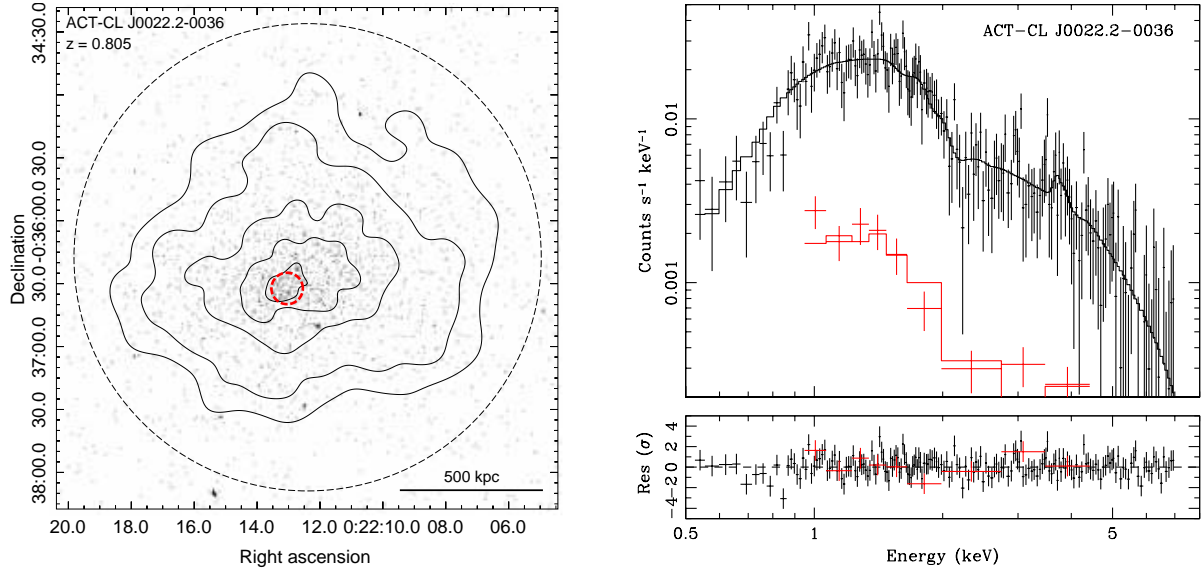 ACT-CL J0022.2-0036
z = 0.805
34:30.0
30.0
-0:36:00.0
30.0
37:00.0
30.0
38:00.0
Declination
500 kpc
20.0 18.0 16.0 14.0 12.0 0:22:10.0 08.0 06.0
Right ascension
ACT-CL J0022.2-0036
0.01
0.001
Counts s⁻¹ keV⁻¹
Res (σ)
-4 -2 0 2 4
0.5 1 2 5
Energy (keV)